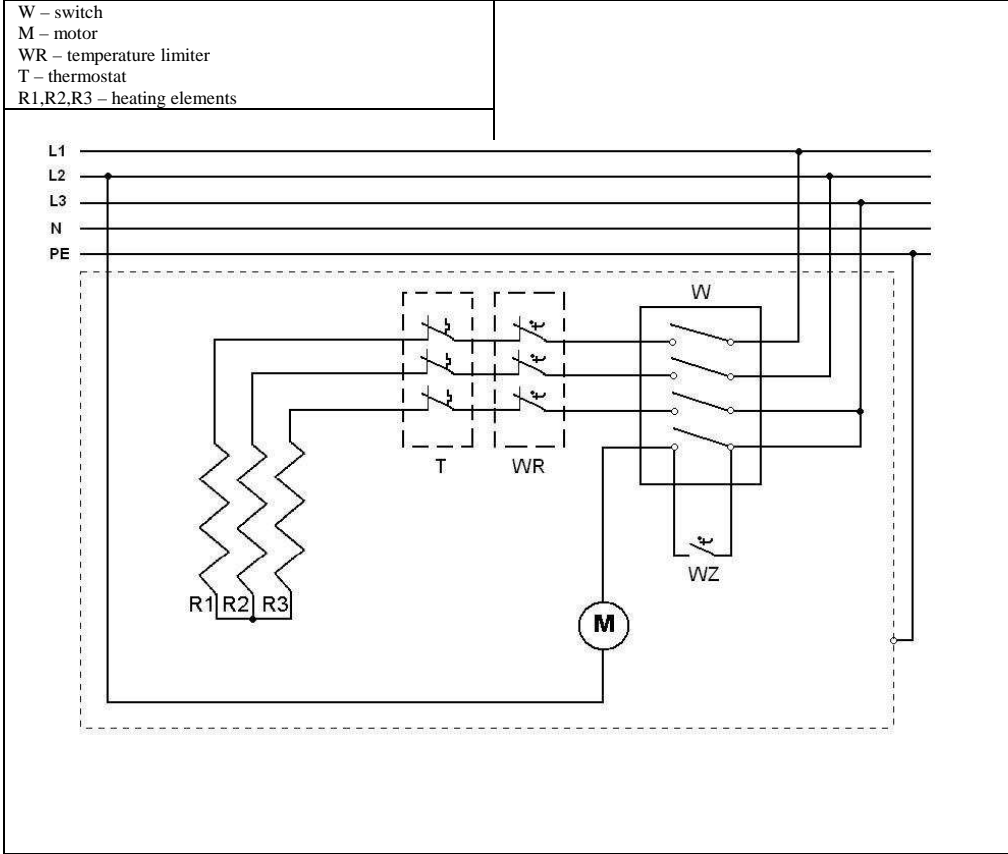 W – switch
M – motor
WR – temperature limiter
T – thermostat
R1,R2,R3 – heating elements
L1
L2
L3
N
PE
W
T
WR
WZ
R1 R2 R3
M